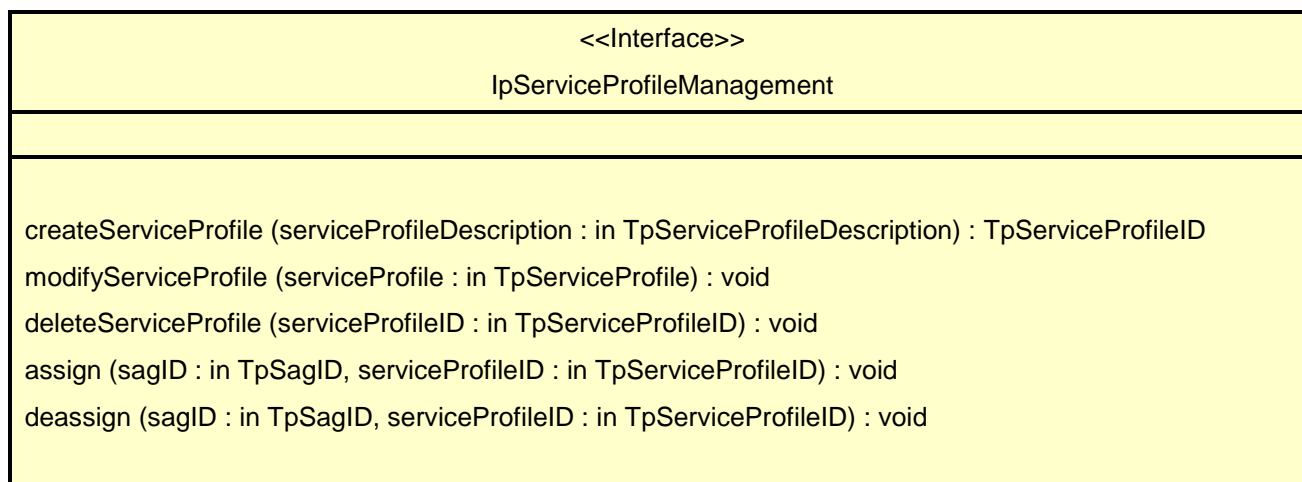 <<Interface>>
IpServiceProfileManagement
createServiceProfile (serviceProfileDescription : in TpServiceProfileDescription) : TpServiceProfileID
modifyServiceProfile (serviceProfile : in TpServiceProfile) : void
deleteServiceProfile (serviceProfileID : in TpServiceProfileID) : void
assign (sagID : in TpSagID, serviceProfileID : in TpServiceProfileID) : void
deassign (sagID : in TpSagID, serviceProfileID : in TpServiceProfileID) : void